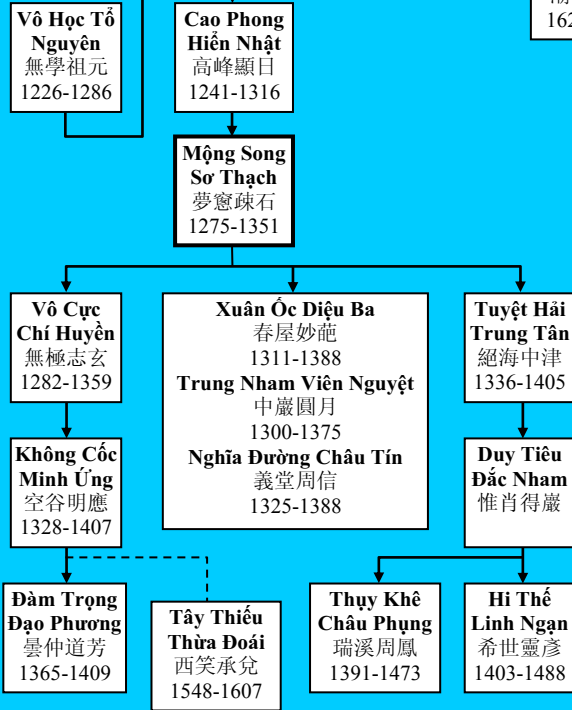 Vô Học Tổ
Nguyên
無學祖元
1226-1286
Cao Phong
Hiển Nhật
高峰顯日
1241-1316
Mộng Song
Sơ Thạch
夢窻疎石
1275-1351
Vô Cực
Chí Huyền
無極志玄
1282-1359
Xuân Ốc Diệu Ba
春屋妙葩
1311-1388
Trung Nham Viên Nguyệt
中巖圓月
1300-1375
Nghĩa Đường Châu Tín
義堂周信
1325-1388
Tuyệt Hải
Trung Tân
絕海中津
1336-1405
Không Cốc
Minh Ứng
空谷明應
1328-1407
Duy Tiêu
Đắc Nham
惟肖得巖
Đàm Trọng
Đạo Phương
曇仲道芳
1365-1409
Tây Thiếu
Thừa Đoái
西笑承兌
1548-1607
Thụy Khê
Châu Phụng
瑞溪周鳳
1391-1473
Hi Thế
Linh Ngạn
希世靈彥
1403-1488